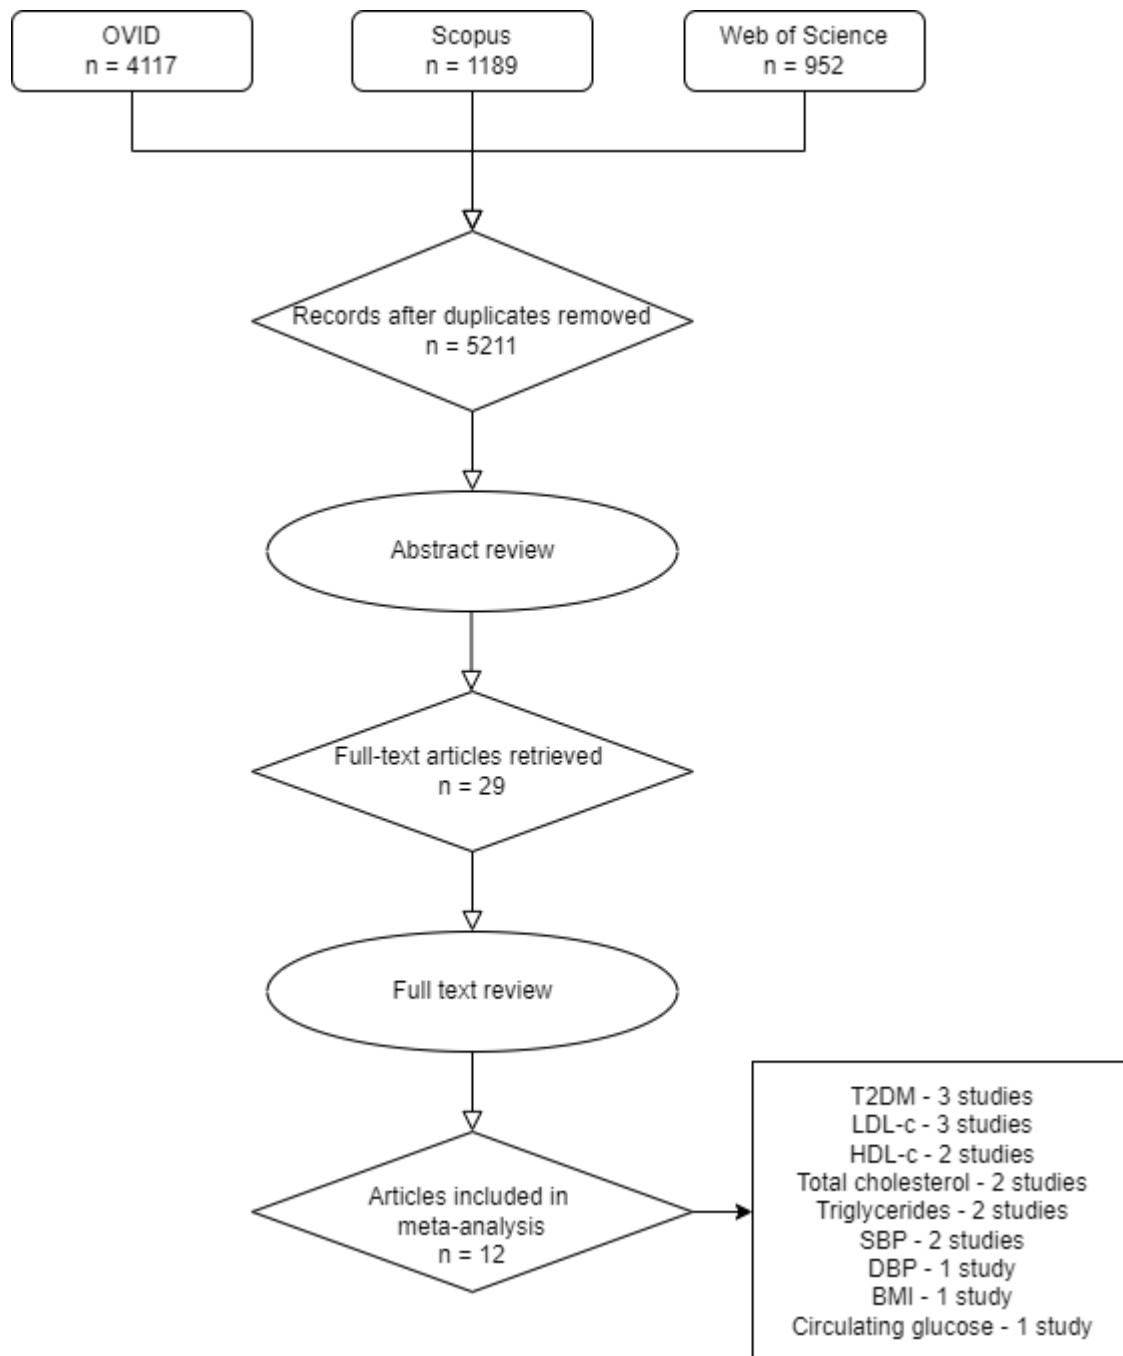 OVID
n = 4117
Scopus
n = 1189
Web of Science
n = 952
Records after duplicates removed
n = 5211
Abstract review
Full-text articles retrieved
n = 29
Full text review
Articles included in
meta-analysis
n = 12
T2DM - 3 studies
LDL-c - 3 studies
HDL-c - 2 studies
Total cholesterol - 2 studies
Triglycerides - 2 studies
SBP - 2 studies
DBP - 1 study
BMI - 1 study
Circulating glucose - 1 study